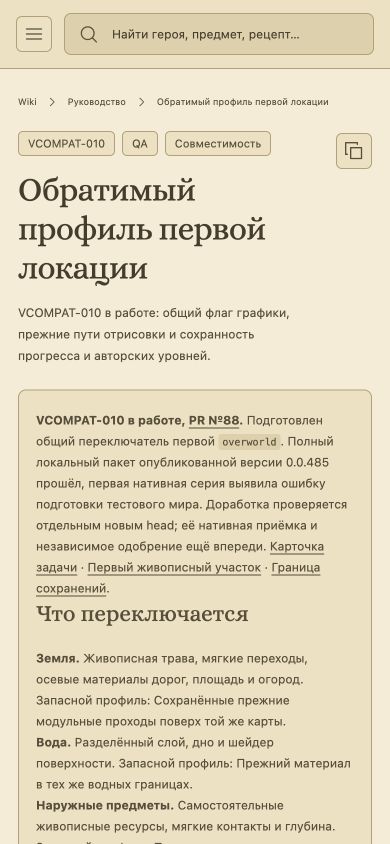 Найти героя, предмет, рецепт...
Wiki > Руководство > Обратимый профиль первой локации
VCOMPAT-010 QA Совместимость
Обратимый
профиль первой
локации
VCOMPAT-010 в работе: общий флаг графики,
прежние пути отрисовки и сохранность
прогресса и авторских уровней.
VCOMPAT-010 в работе, PR №88. Подготовлен
общий переключатель первой overworld. Полный
локальный пакет опубликованной версии 0.0.485
прошёл, первая нативная серия выявила ошибку
подготовки тестового мира. Доработка проверяется
отдельным новым head; её нативная приёмка и
независимое одобрение ещё впереди. Карточка
задачи · Первый живописный участок · Граница
сохранений.
Что переключается
Земля. Живописная трава, мягкие переходы,
осевые материалы дорог, площадь и огород.
Запасной профиль: Сохранённые прежние
модульные проходы поверх той же карты.
Вода. Разделённый слой, дно и шейдер
поверхности. Запасной профиль: Прежний материал
в тех же водных границах.
Наружные предметы. Самостоятельные
живописные ресурсы, мягкие контакты и глубина.